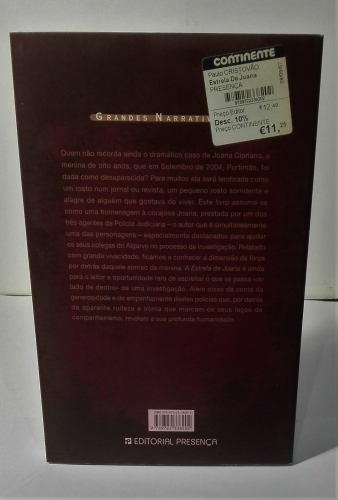 CONTINENTE
Paulo CRISTOVÃO
Estrela De Joana
PRESENÇA
Preço Editor €12,49
Desc. 10%
Preço CONTINENTE €11,25
GRANDES NARRATIV
Quem não recorda ainda o dramático caso de Joana Cipriano, a
menina de oito anos, que em Setembro de 2004, Portimão, foi
dada como desaparecida? Para muitos ela será lembrada como
um rosto num jornal ou revista, um pequeno rosto sorridente e
alegre de alguém que gostava de viver. Este livro assume-se
como uma homenagem à corajosa Joana, prestada por um dos
três agentes da Polícia Judiciária – o autor que é simultaneamente
uma das personagens – especialmente destacados para ajudar
os seus colegas do Algarve no processo de investigação. Relatado
com grande vivacidade, ficamos a conhecer a dimensão de força
por detrás daquele sorriso da menina. A Estrela de Joana é ainda
para o leitor a oportunidade rara de escrutinar o que se passa «do
lado de dentro» de uma investigação. Além disso dá conta da
generosidade e do empenhamento destes polícias que, por detrás
da aparente rudeza e ironia que marcam os seus laços de
companheirismo, revelam a sua profunda humanidade.
EDITORIAL PRESENÇA